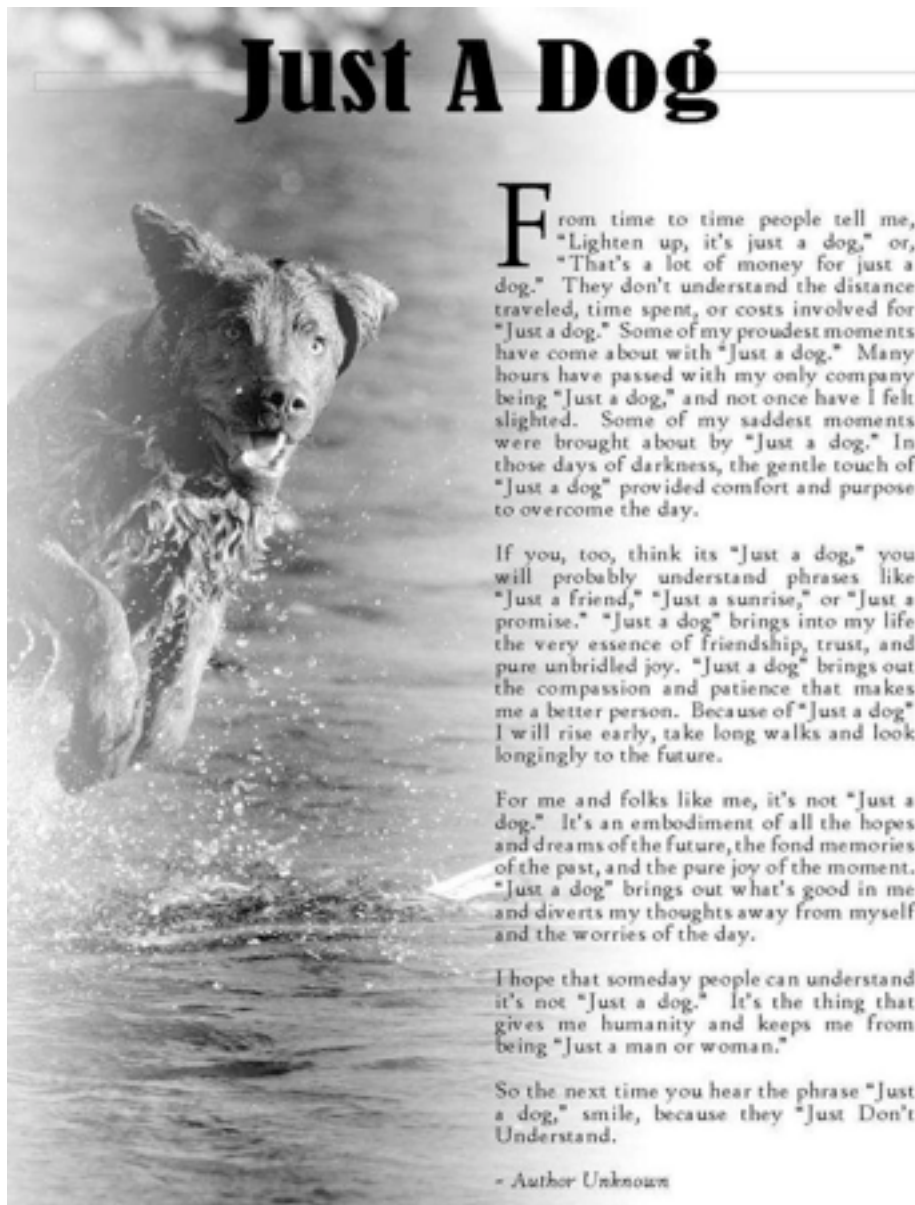 Just A Dog
From time to time people tell me,
"Lighten up, it's just a dog," or,
"That's a lot of money for just a
dog."  They don't understand the distance
traveled, time spent, or costs involved for
"Just a dog."  Some of my proudest moments
have come about with "Just a dog."  Many
hours have passed with my only company
being "Just a dog," and not once have I felt
slighted.  Some of my saddest moments
were brought about by "Just a dog." In
those days of darkness, the gentle touch of
"Just a dog" provided comfort and purpose
to overcome the day.
If you, too, think its "Just a dog," you
will probably understand phrases like
"Just a friend," "Just a sunrise," or "Just a
promise."  "Just a dog" brings into my life
the very essence of friendship, trust, and
pure unbridled joy.  "Just a dog" brings out
the compassion and patience that makes
me a better person.  Because of "Just a dog"
I will rise early, take long walks and look
longingly to the future.
For me and folks like me, it's not "Just a
dog."  It's an embodiment of all the hopes
and dreams of the future, the fond memories
of the past, and the pure joy of the moment.
"Just a dog" brings out what's good in me
and diverts my thoughts away from myself
and the worries of the day.
I hope that someday people can understand
it's not "Just a dog."  It's the thing that
gives me humanity and keeps me from
being "Just a man or woman."
So the next time you hear the phrase "Just
a dog," smile, because they "Just Don't
Understand.
- Author Unknown